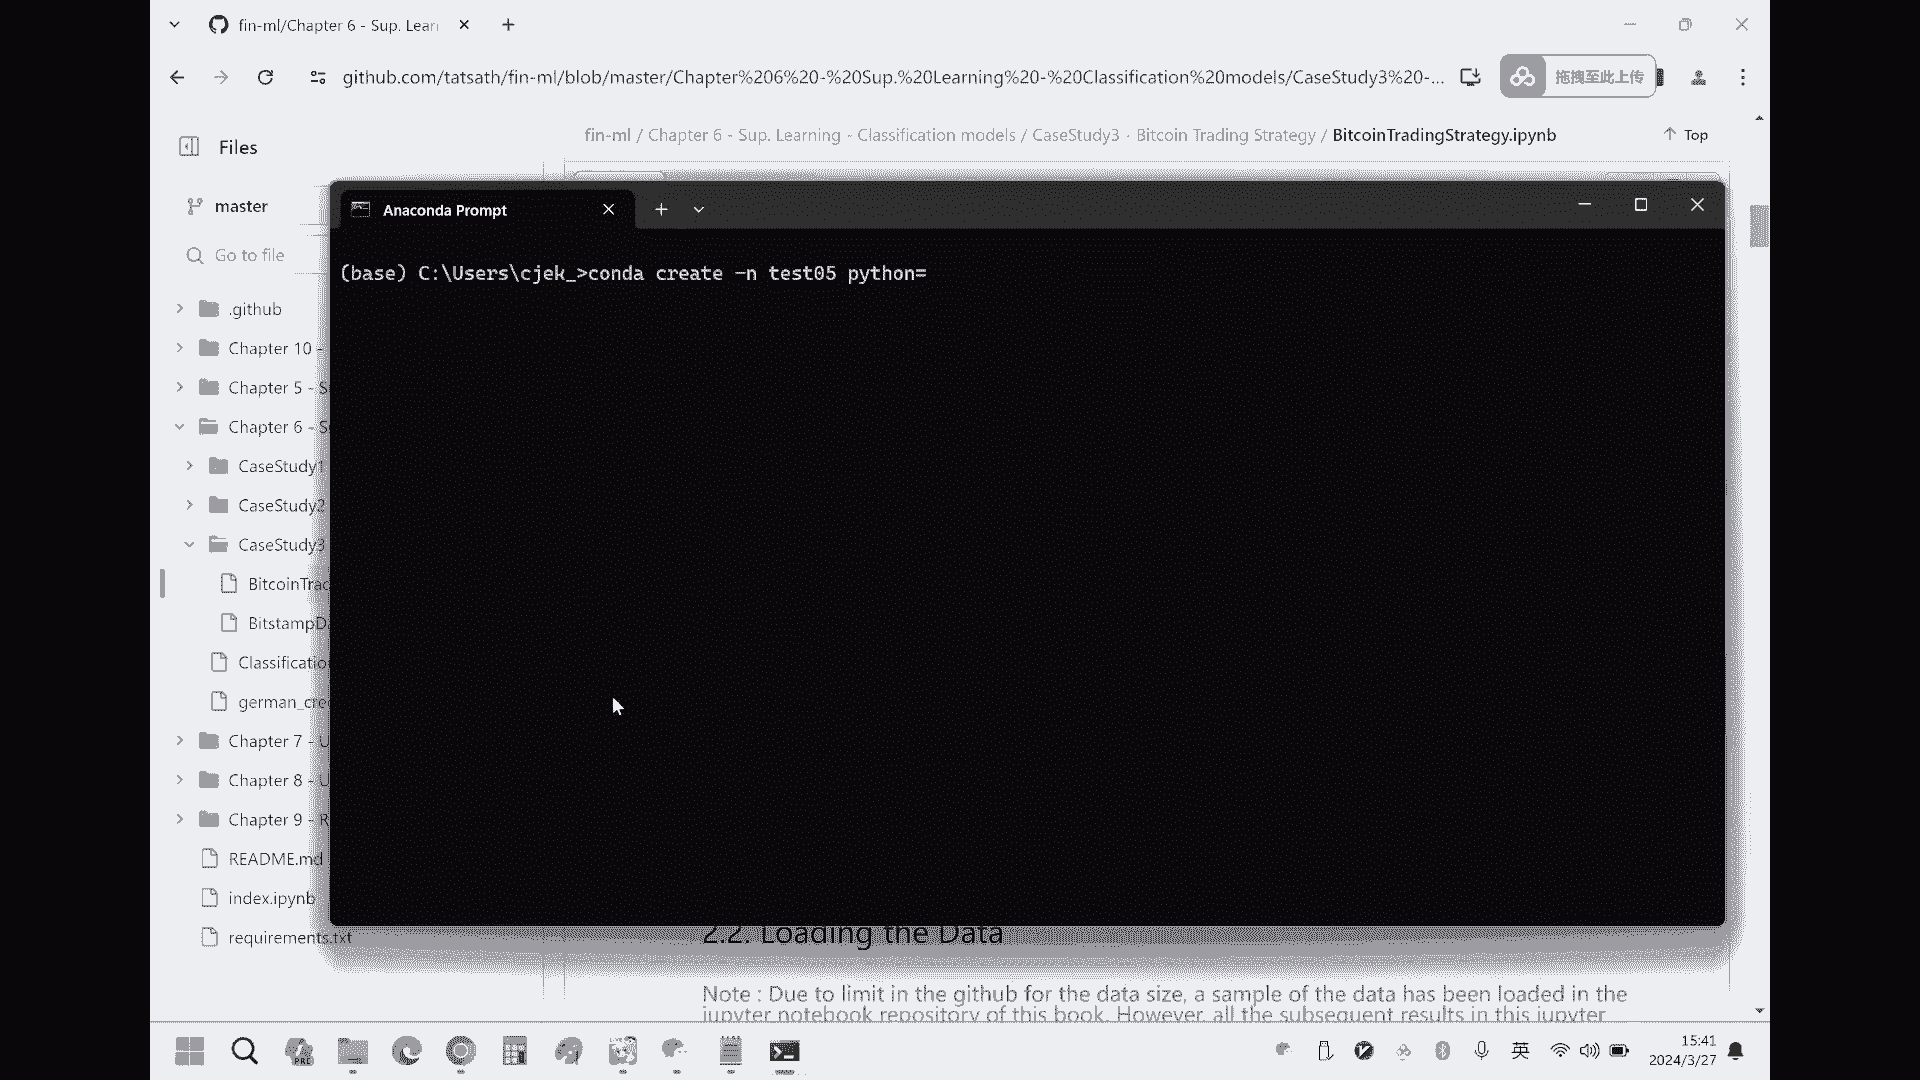 fin-ml/Chapter 6 - Sup. Lear
github.com/tatsath/fin-ml/blob/master/Chapter%206%20-%20Sup.%20Learning%20-%20Classification%20models/CaseStudy3%20-...
拖拽至此上传
Files
fin-ml / Chapter 6 - Sup. Learning - Classification models / CaseStudy3 - Bitcoin Trading Strategy / BitcoinTradingStrategy.ipynb
Top
master
Go to file
Anaconda Prompt
(base) C:\Users\cjek_>conda create -n test05 python=
.github
Chapter 10 -
Chapter 5 - S
Chapter 6 - S
CaseStudy1
CaseStudy2
CaseStudy3
BitcoinTrad
BitstampDa
Classificatio
german_cre
Chapter 7 - U
Chapter 8 - U
Chapter 9 - R
README.md
index.ipynb
requirements.txt
2.2. Loading the Data
Note : Due to limit in the github for the data size, a sample of the data has been loaded in the
jupyter notebook repository of this book. However, all the subsequent results in this jupyter
PRE
英
15:41
2024/3/27